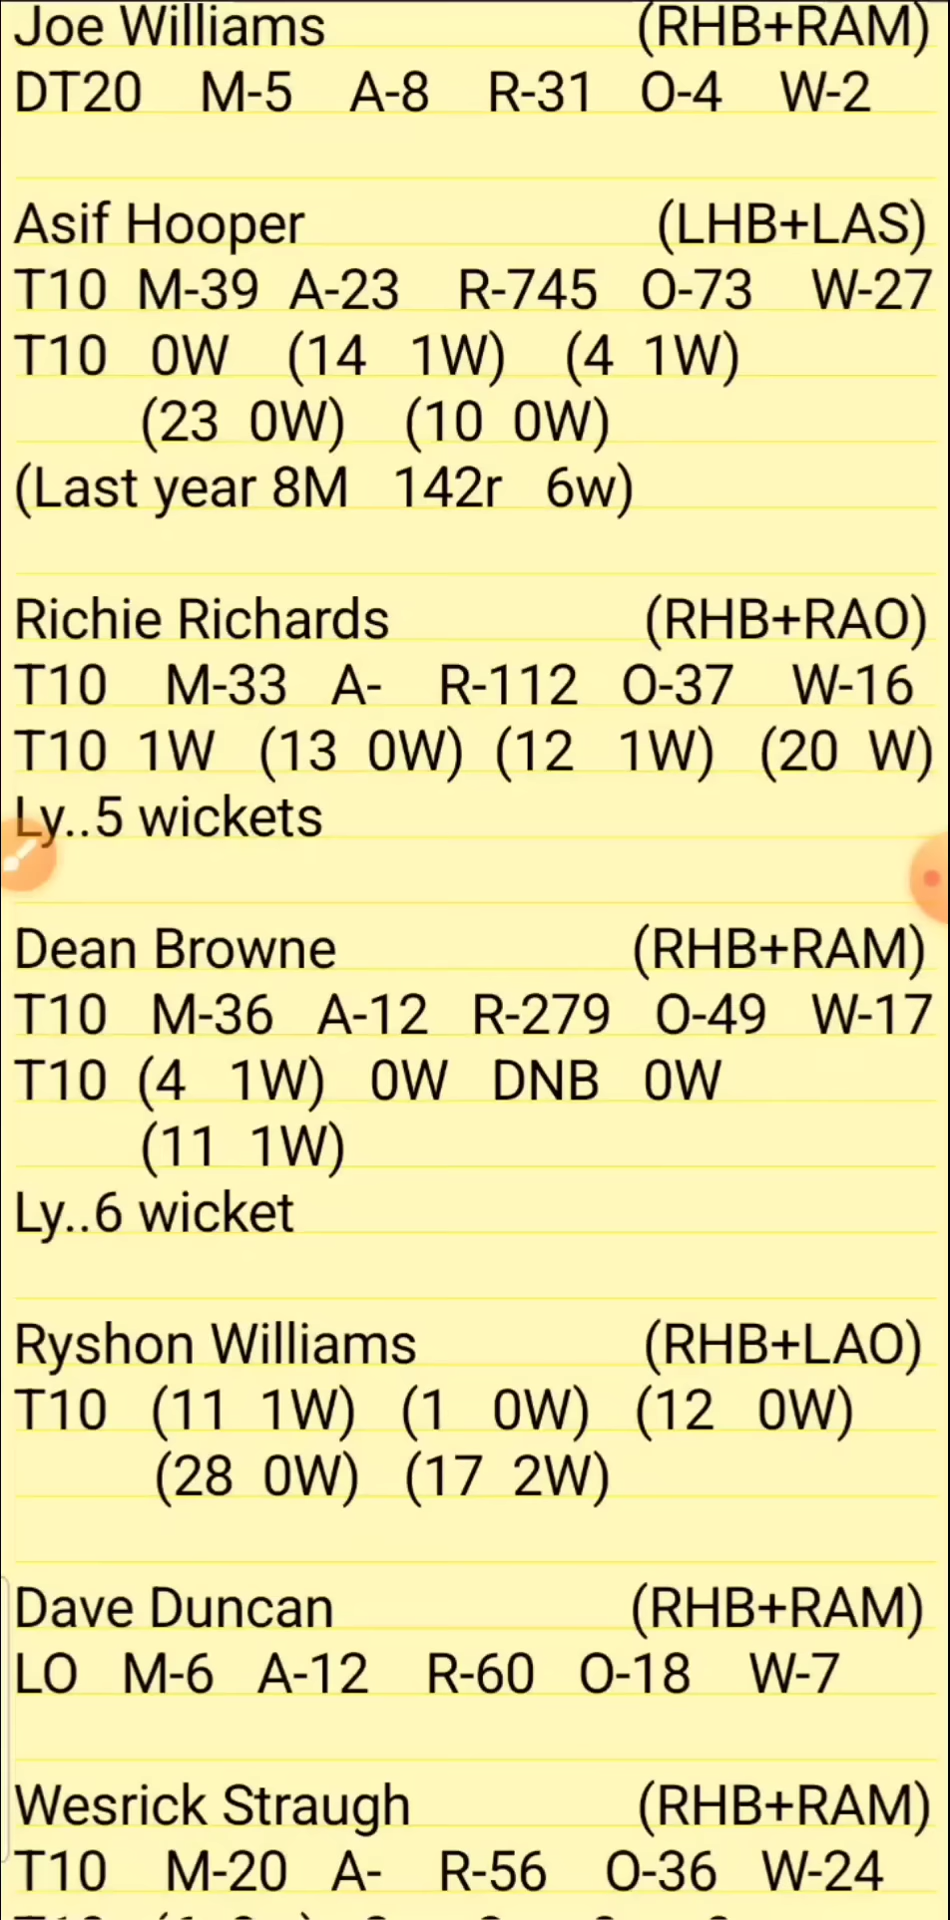 Joe Williams (RHB+RAM)
DT20 M-5 A-8 R-31 O-4 W-2
Asif Hooper (LHB+LAS)
T10 M-39 A-23 R-745 O-73 W-27
T10 0W (14 1W) (4 1W)
(23 0W) (10 0W)
(Last year 8M 142r 6w)
Richie Richards (RHB+RAO)
T10 M-33 A- R-112 O-37 W-16
T10 1W (13 0W) (12 1W) (20 W)
Ly..5 wickets
Dean Browne (RHB+RAM)
T10 M-36 A-12 R-279 O-49 W-17
T10 (4 1W) 0W DNB 0W
(11 1W)
Ly..6 wicket
Ryshon Williams (RHB+LAO)
T10 (11 1W) (1 0W) (12 0W)
(28 0W) (17 2W)
Dave Duncan (RHB+RAM)
LO M-6 A-12 R-60 O-18 W-7
Wesrick Straugh (RHB+RAM)
T10 M-20 A- R-56 O-36 W-24